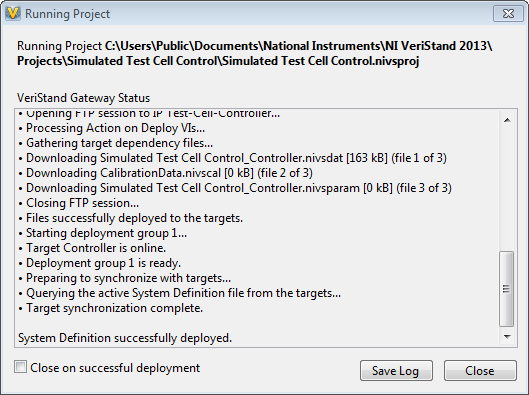 Running Project
Running Project C:\Users\Public\Documents\National Instruments\NI VeriStand 2013\
Projects\Simulated Test Cell Control\Simulated Test Cell Control.nivsproj
VeriStand Gateway Status
• Opening FTP session to IP Test-Cell-Controller...
• Processing Action on Deploy VIs...
• Gathering target dependency files...
• Downloading Simulated Test Cell Control_Controller.nivsdat [163 kB] (file 1 of 3)
• Downloading CalibrationData.nivscal [0 kB] (file 2 of 3)
• Downloading Simulated Test Cell Control_Controller.nivsparam [0 kB] (file 3 of 3)
• Closing FTP session...
• Files successfully deployed to the targets.
• Starting deployment group 1...
• Target Controller is online.
• Deployment group 1 is ready.
• Preparing to synchronize with targets...
• Querying the active System Definition file from the targets...
• Target synchronization complete.
System Definition successfully deployed.
Close on successful deployment
Save Log
Close